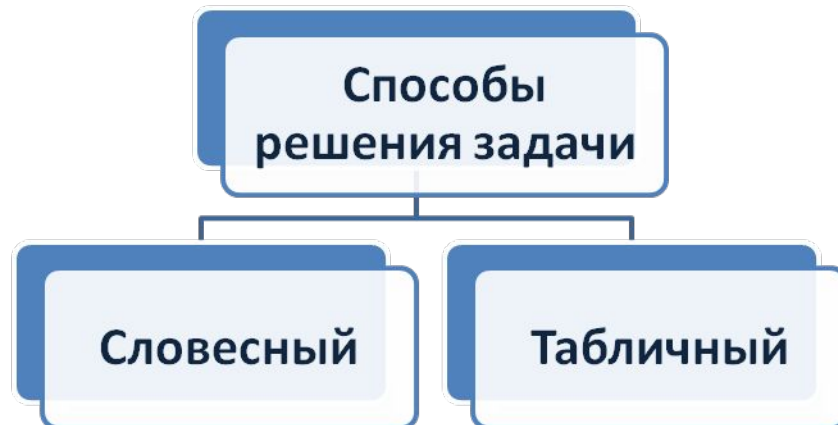 Способы
решения задачи
Словесный
Табличный